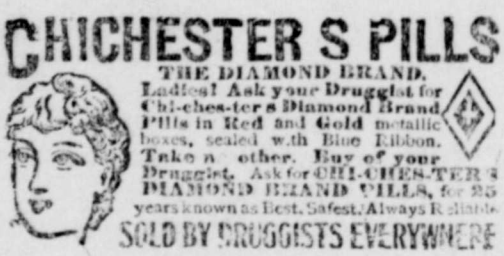 CHICHESTER S PILLS
THE DIAMOND BRAND.
Ladies! Ask your Druggist for
Chi-ches-ter s Diamond Brand
Pills in Red and Gold metallic
boxes, sealed with Blue Ribbon.
Take n other. Buy of your
Druggist. Ask for CHI-CHES-TER S
DIAMOND BRAND PILLS, for 25
years known as Best, Safest, Always Reliable
SOLD BY DRUGGISTS EVERYWHERE